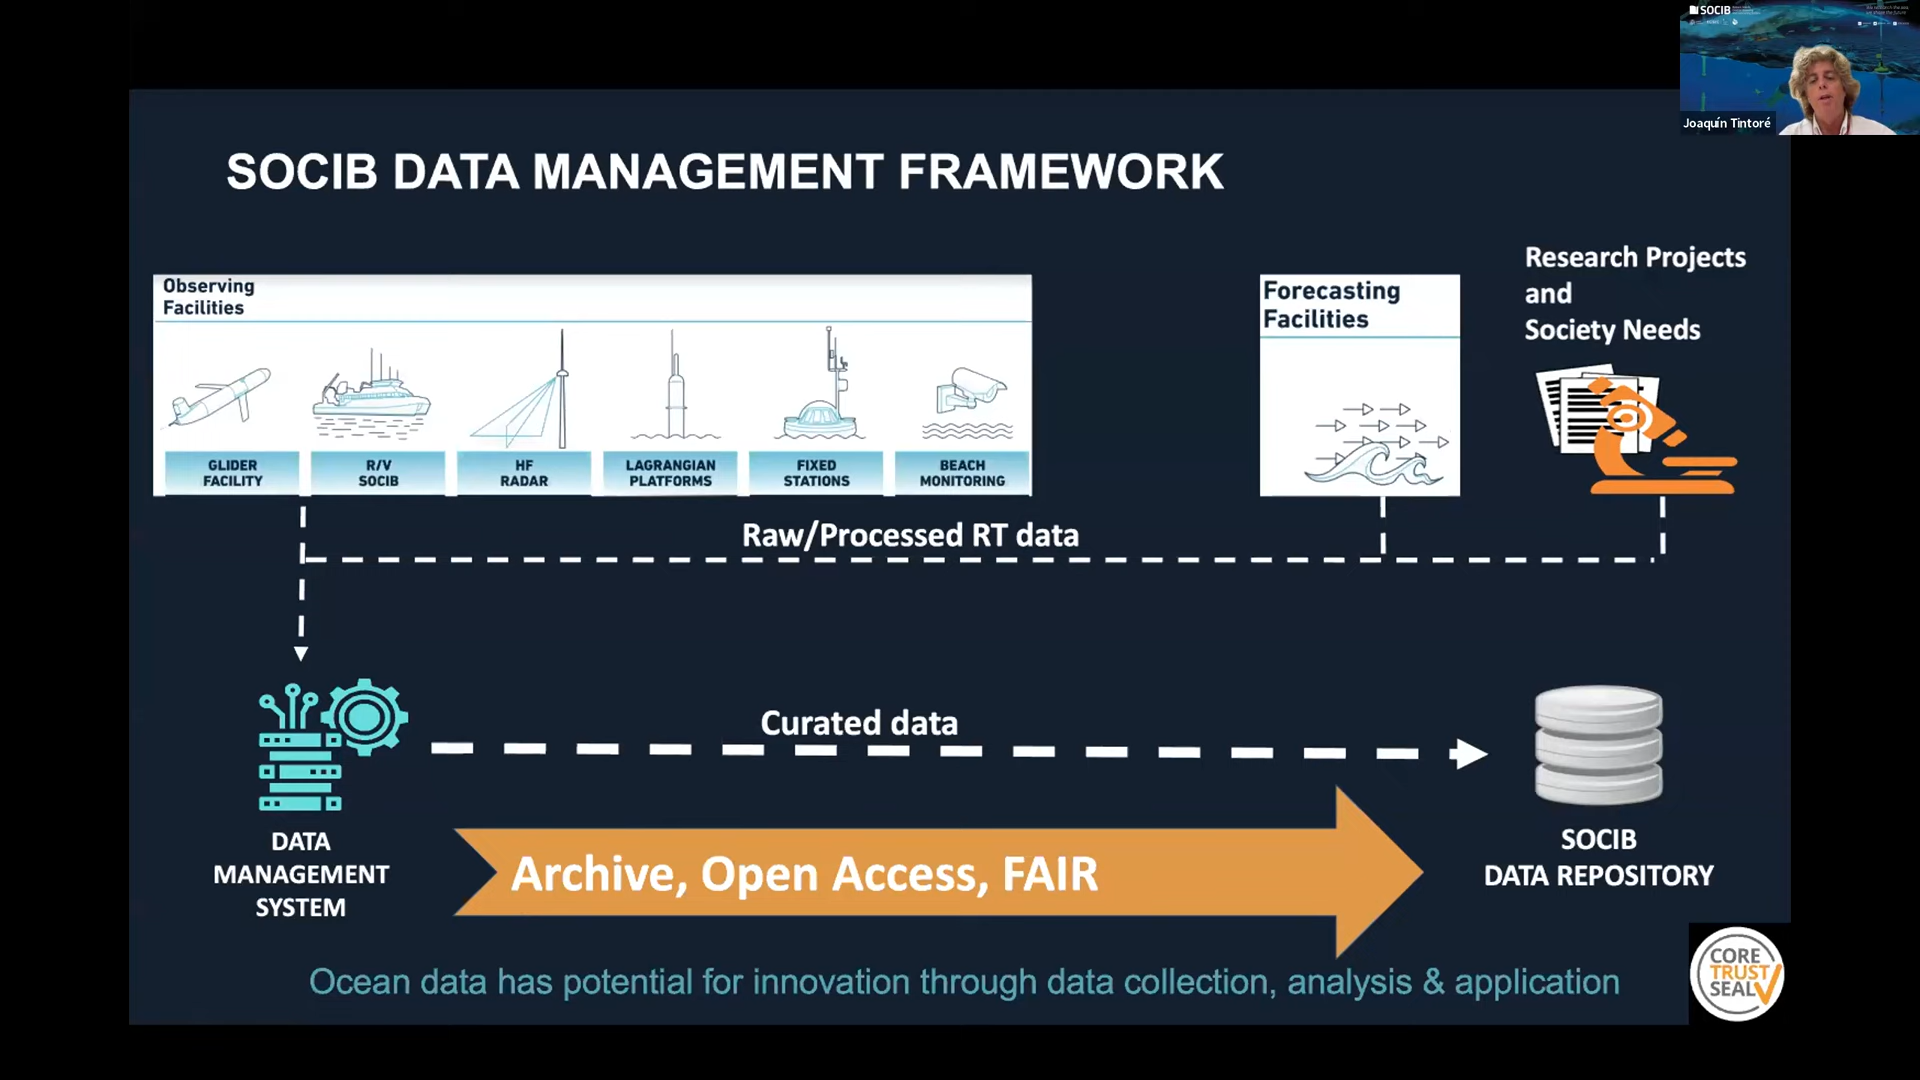 SOCIB
Joaquín Tintoré
SOCIB DATA MANAGEMENT FRAMEWORK
Observing
Facilities
GLIDER
FACILITY
R/V
SOCIB
HF
RADAR
LAGRANGIAN
PLATFORMS
FIXED
STATIONS
BEACH
MONITORING
Forecasting
Facilities
Research Projects
and
Society Needs
Raw/Processed RT data
Curated data
DATA
MANAGEMENT
SYSTEM
Archive, Open Access, FAIR
SOCIB
DATA REPOSITORY
Ocean data has potential for innovation through data collection, analysis & application
CORE
TRUST
SEAL